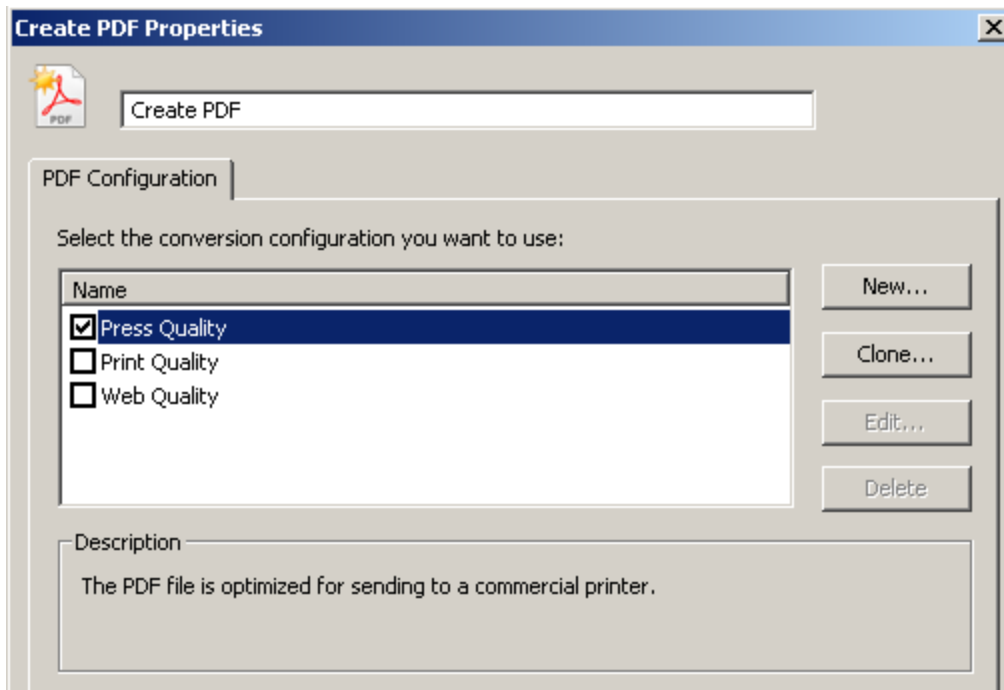 Create PDF Properties
PDF
Create PDF
PDF Configuration
Select the conversion configuration you want to use:
Name
New...
Press Quality
Print Quality
Clone...
Web Quality
Edit...
Delete
Description
The PDF file is optimized for sending to a commercial printer.